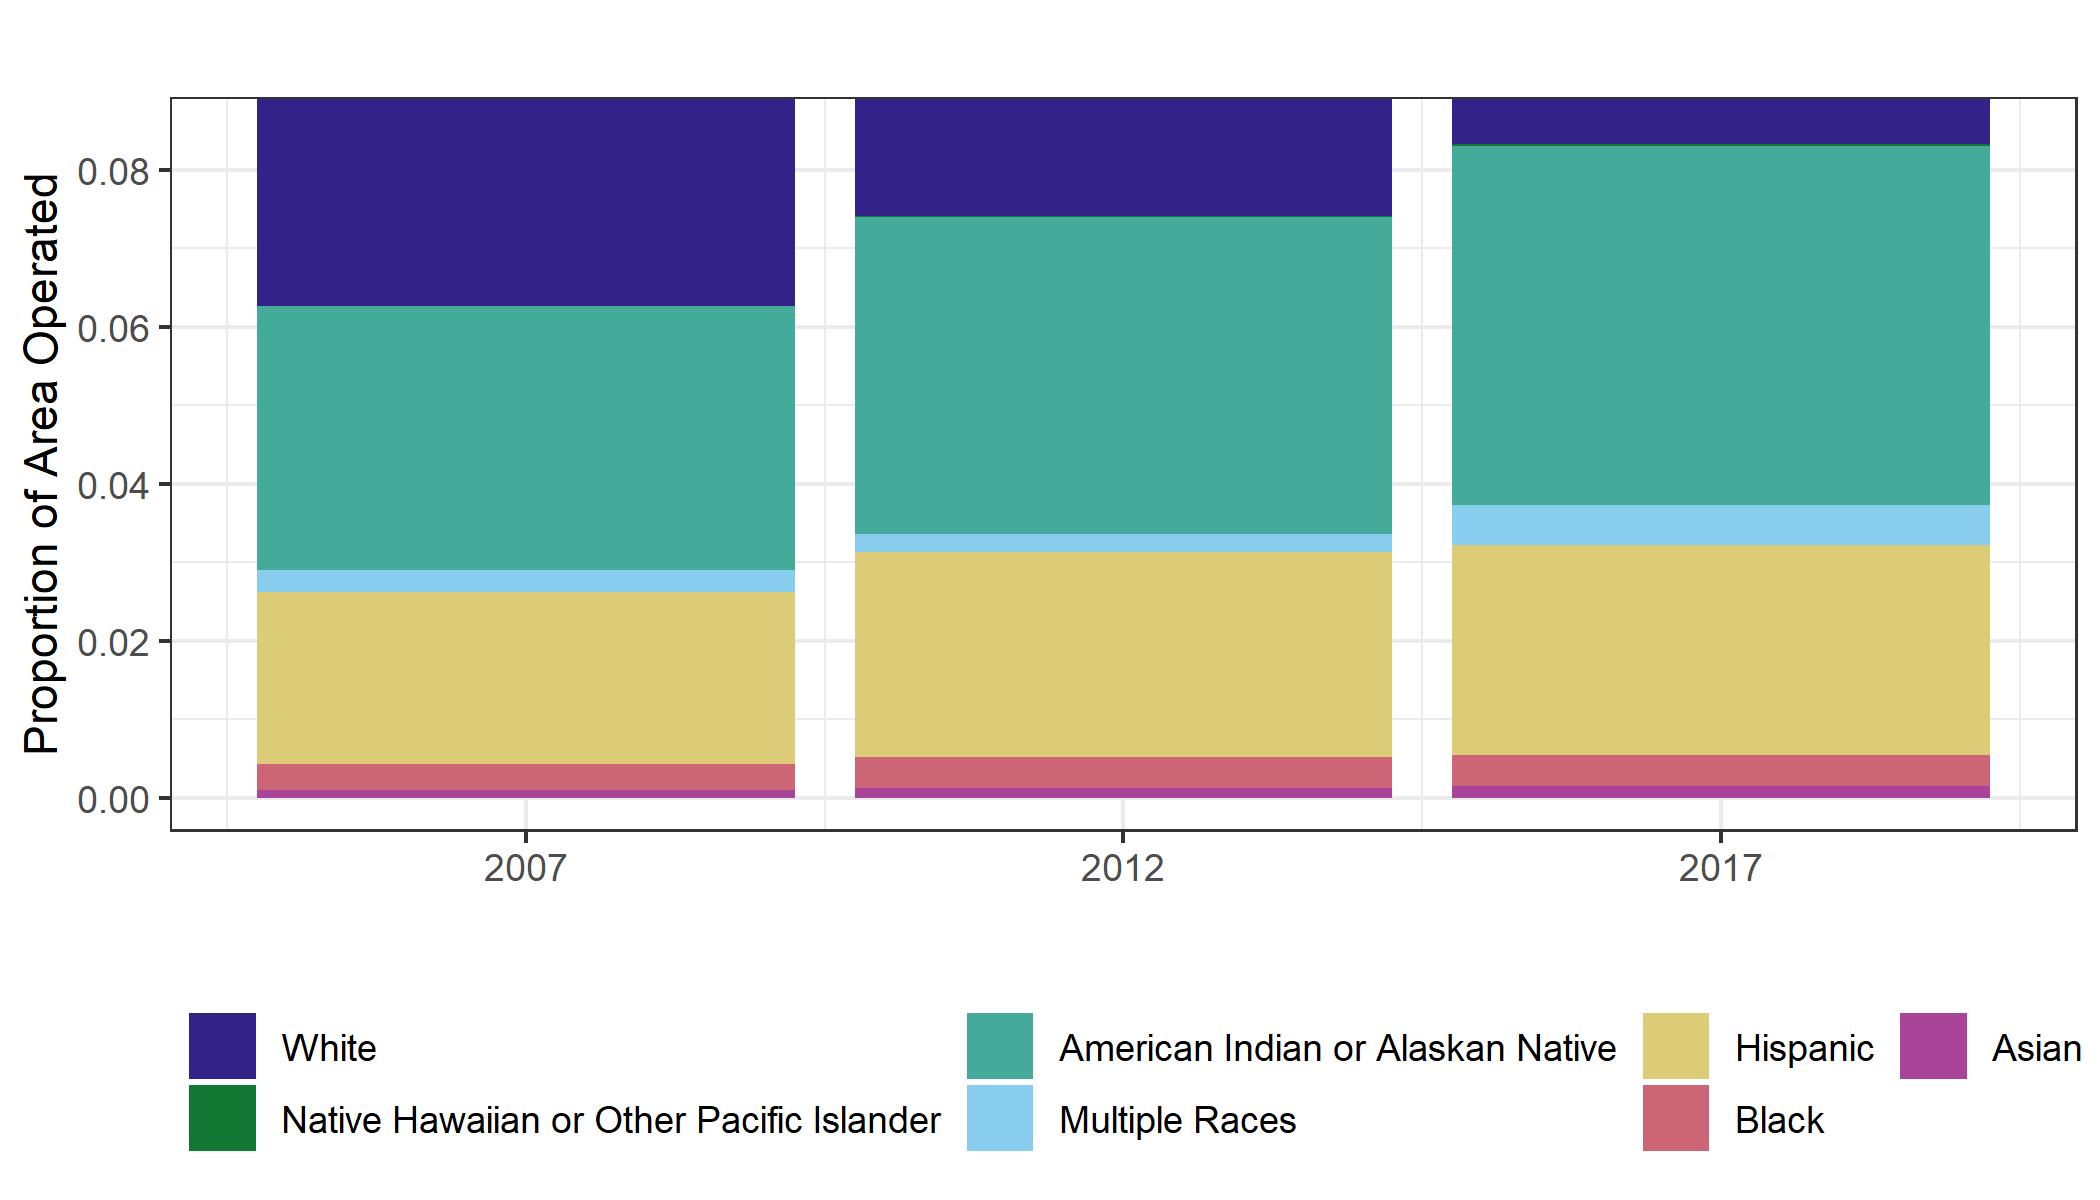 Proportion of Area Operated
0.08
0.06
0.04
0.02
0.00
2007 2012 2017
White American Indian or Alaskan Native Hispanic Asian
Native Hawaiian or Other Pacific Islander Multiple Races Black